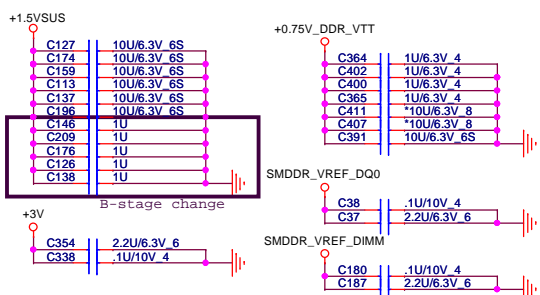 +1.5VSUS
C127 10U/6.3V_6S
C174 10U/6.3V_6S
C159 10U/6.3V_6S
C113 10U/6.3V_6S
C137 10U/6.3V_6S
C196 10U/6.3V_6S
C146 1U
C209 1U
C176 1U
C126 1U
C138 1U
B-stage change
+3V
C354 2.2U/6.3V_6
C338 .1U/10V_4
+0.75V_DDR_VTT
C364 1U/6.3V_4
C402 1U/6.3V_4
C400 1U/6.3V_4
C365 1U/6.3V_4
C411 *10U/6.3V_8
C407 *10U/6.3V_8
C391 10U/6.3V_6S
SMDDR_VREF_DQ0
C38 .1U/10V_4
C37 2.2U/6.3V_6
SMDDR_VREF_DIMM
C180 .1U/10V_4
C187 2.2U/6.3V_6